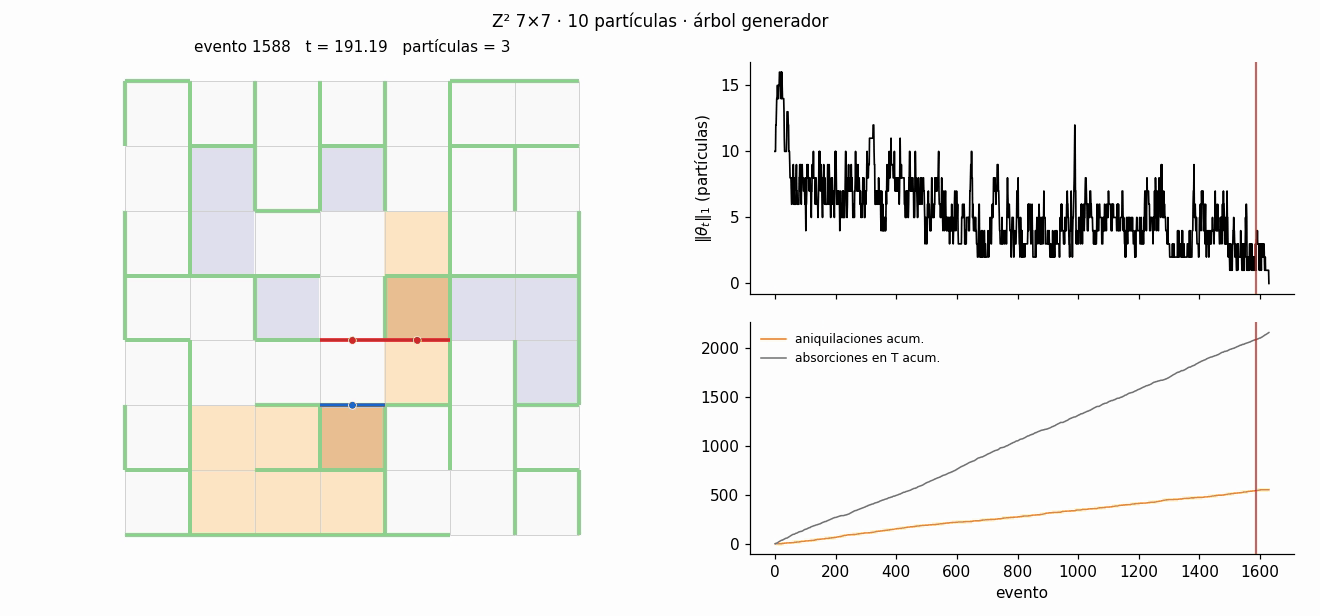 Z² 7×7 · 10 partículas · árbol generador
evento 1588 t = 191.19 partículas = 3
‖θₜ‖₁ (partículas)
15
10
5
0
aniquilaciones acum.
absorciones en T acum.
2000
1500
1000
500
0
0 200 400 600 800 1000 1200 1400 1600
evento